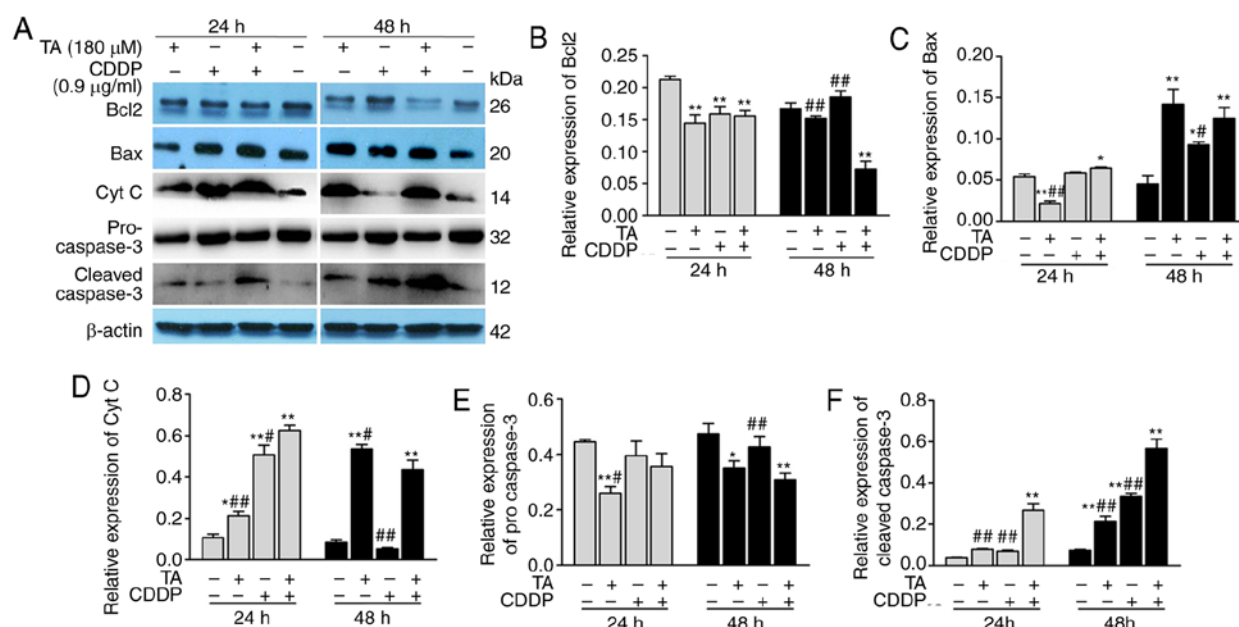 A
24 h
48 h
TA (180 μM)
+ − + − + − + −
CDDP
(0.9 μg/ml)
− + + − − + + −
kDa
Bcl2
26
Bax
20
Cyt C
14
Pro-
caspase-3
32
Cleaved
caspase-3
12
β-actin
42
B
Relative expression of Bcl2
0.25
0.20
0.15
0.10
0.05
0.00
** ** ** ## ## **
TA − + − + − + − +
CDDP − − + + − − + +
24 h
48 h
C
Relative expression of Bax
0.20
0.15
0.10
0.05
0.00
**## * ** *# **
TA − + − + − + − +
CDDP − − + + − − + +
24 h
48 h
D
Relative expression of Cyt C
0.8
0.6
0.4
0.2
0.0
*## **# ** **# ## **
TA − + − + − + − +
CDDP − − + + − − + +
24 h
48 h
E
Relative expression
of pro caspase-3
0.6
0.4
0.2
0.0
**# * ## **
TA − + − + − + − +
CDDP − − + + − − + +
24 h
48 h
F
Relative expression of
cleaved caspase-3
0.8
0.6
0.4
0.2
0.0
## ## ** **## **## **
TA − + − + − + − +
CDDP − − + + − − + +
24h
48h